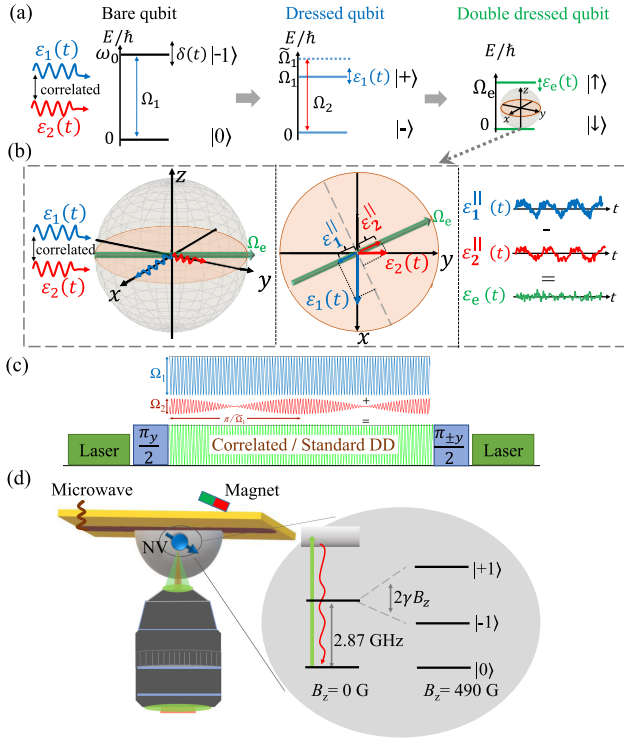 (a) Bare qubit Dressed qubit Double dressed qubit
E/ħ E/ħ E/ħ
ε₁(t) ω₀ δ(t) |-1⟩ Ω̃₁ Ω₁ ε₁(t) |+⟩ Ωₑ εₑ(t) |↑⟩
correlated Ω₁ Ω₂ z x y
ε₂(t) 0 |0⟩ 0 |-⟩ 0 |↓⟩
(b)
z
ε₁(t) Ωₑ ε₁^∥ ε₂^∥ Ωₑ ε₁^∥ (t) t
correlated -
ε₂(t) x y ε₂(t) y ε₂^∥ (t) t
ε₁(t) =
x εₑ (t) t
(c)
Ω₁
Ω₂ +
π/Ω̃₁ =
Laser π_y/2 Correlated / Standard DD π_±y/2 Laser
(d)
Microwave Magnet
NV
|+1⟩
2γB_z
|-1⟩
2.87 GHz
|0⟩
B_z= 0 G B_z= 490 G